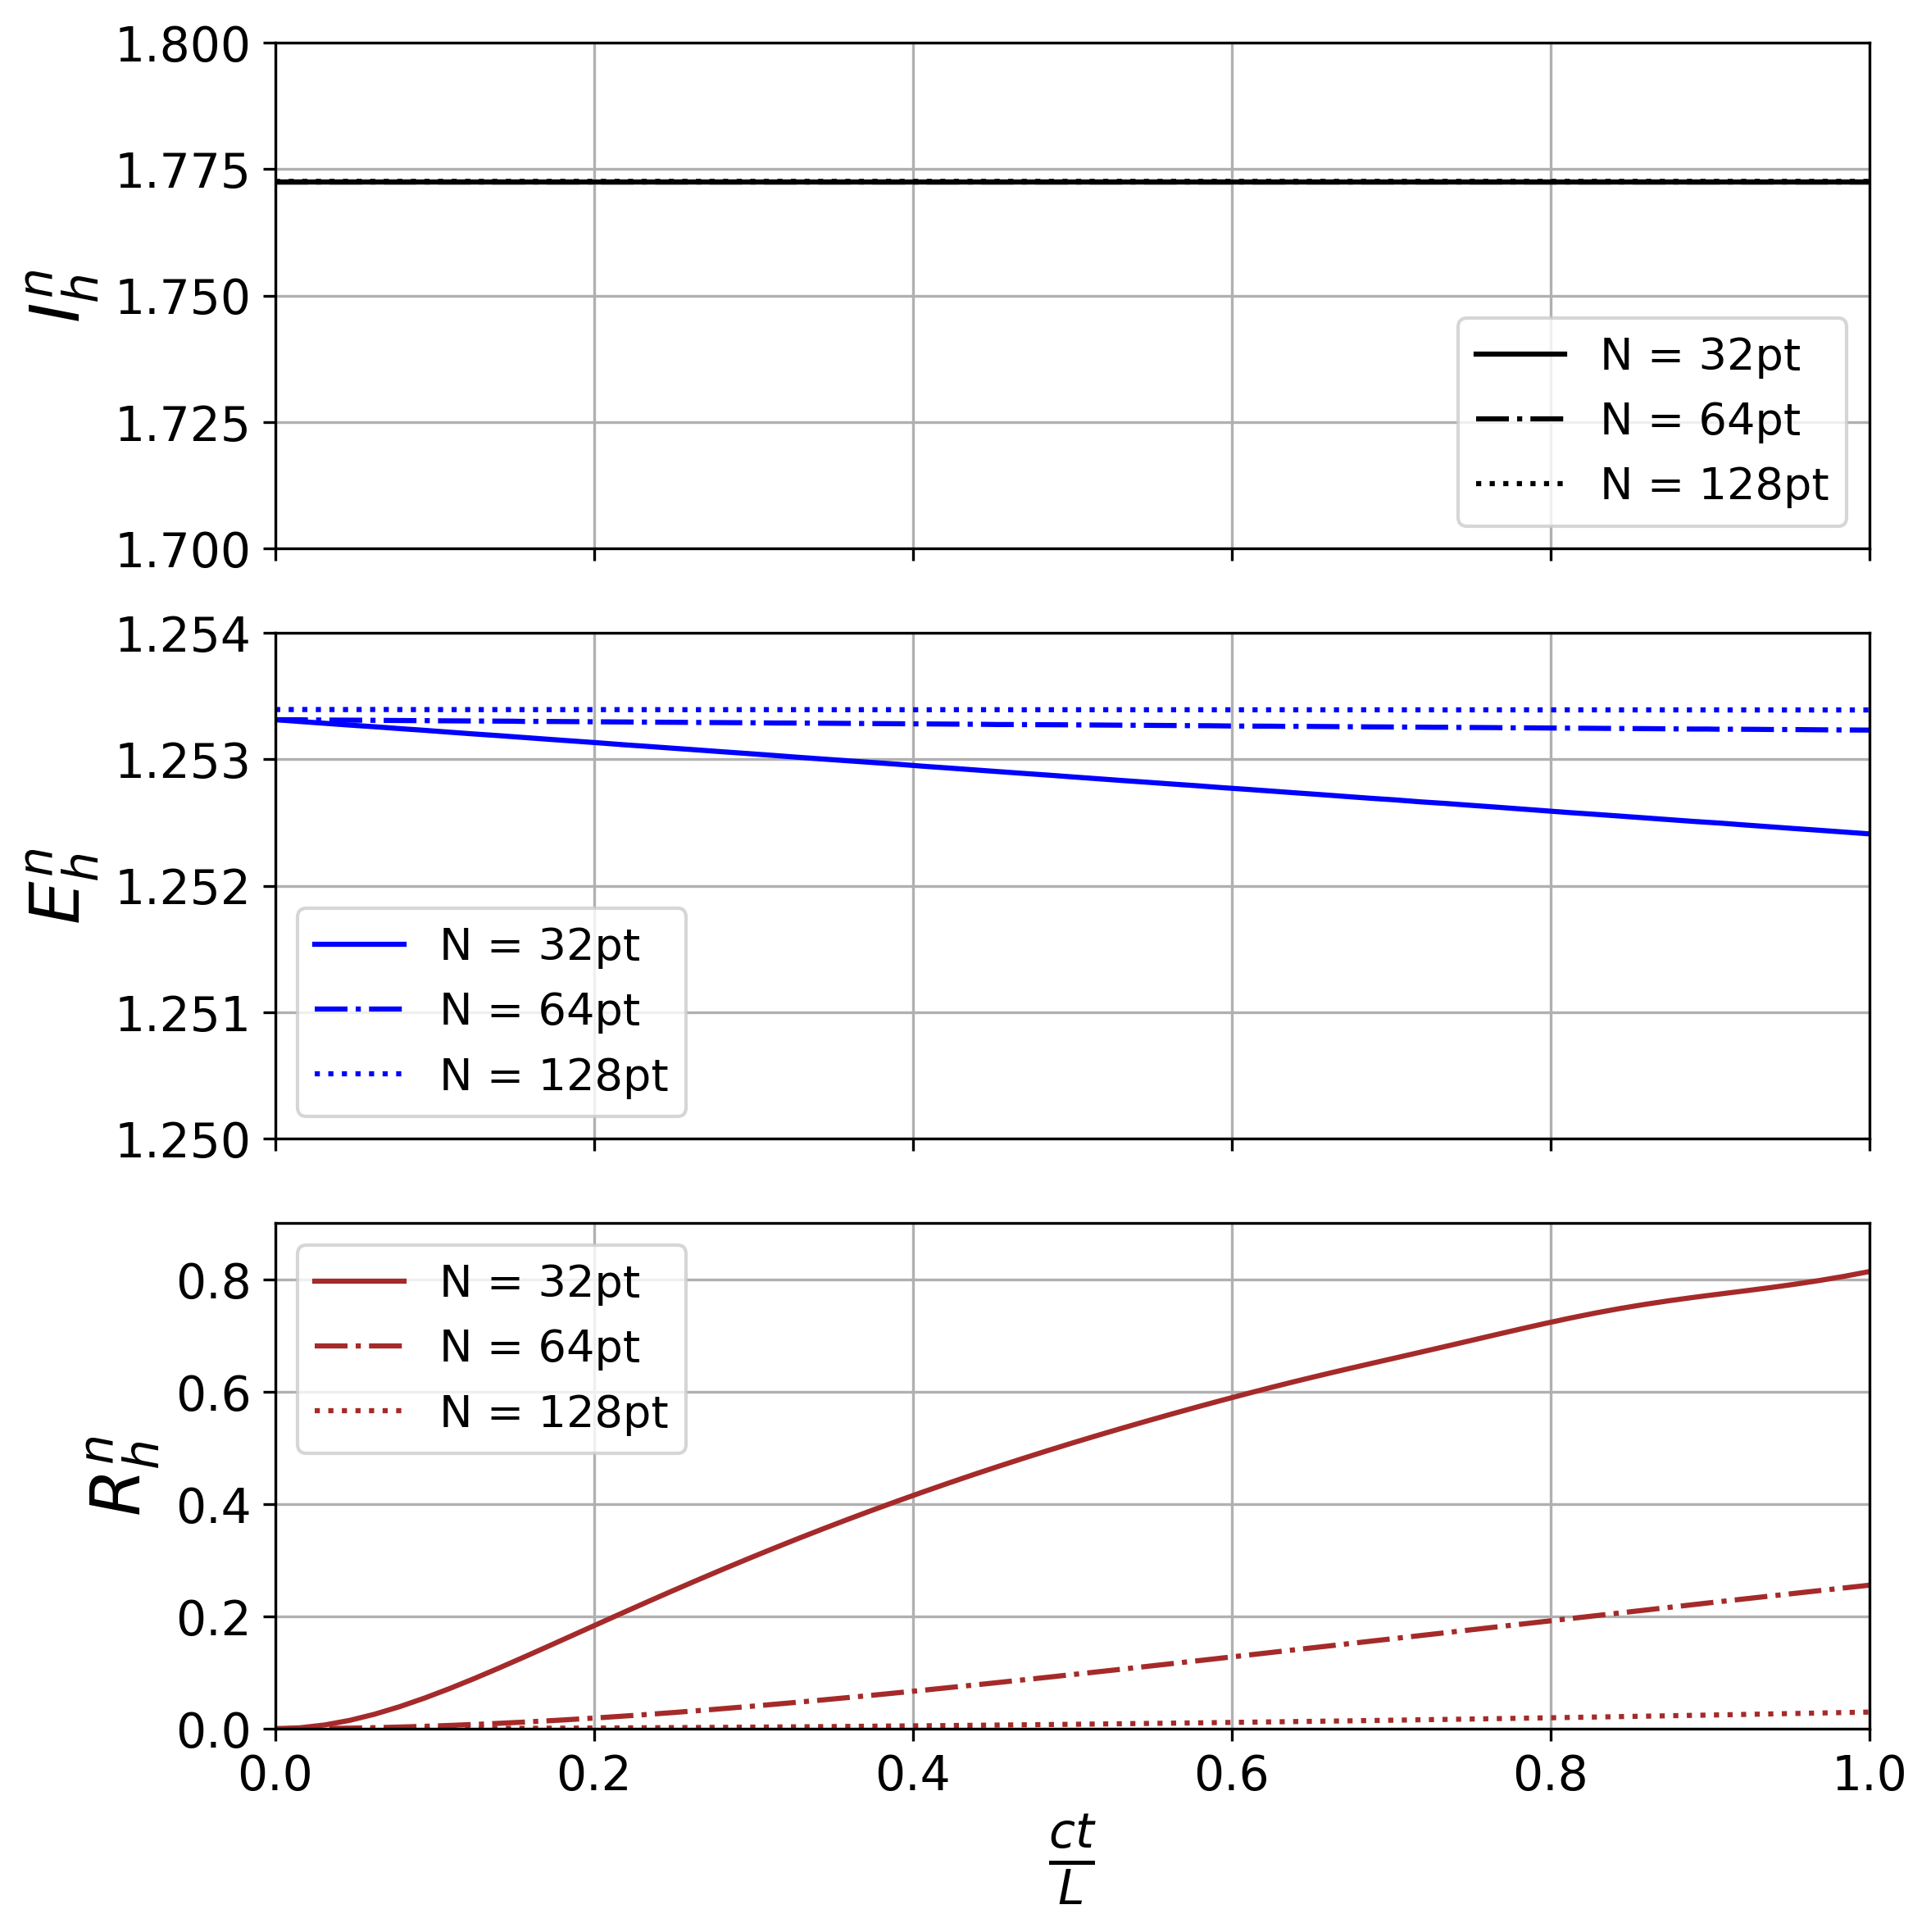 1.800
1.775
1.750
1.725
1.700
I_h^n
N = 32pt
N = 64pt
N = 128pt
1.254
1.253
1.252
1.251
1.250
E_h^n
N = 32pt
N = 64pt
N = 128pt
0.8
0.6
0.4
0.2
0.0
R_h^n
N = 32pt
N = 64pt
N = 128pt
0.0 0.2 0.4 0.6 0.8 1.0
ct
L